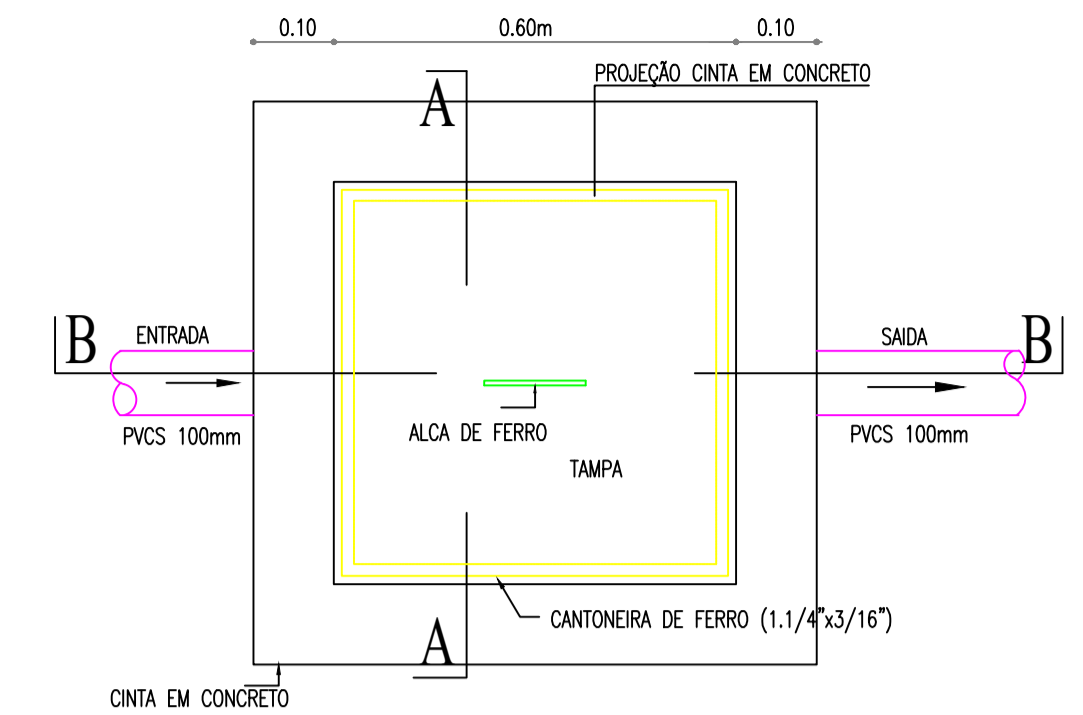 0.10 0.60m 0.10
PROJEÇÃO CINTA EM CONCRETO
A
B ENTRADA SAIDA B
PVCS 100mm ALCA DE FERRO PVCS 100mm
TAMPA
CANTONEIRA DE FERRO (1.1/4"x3/16")
A
CINTA EM CONCRETO